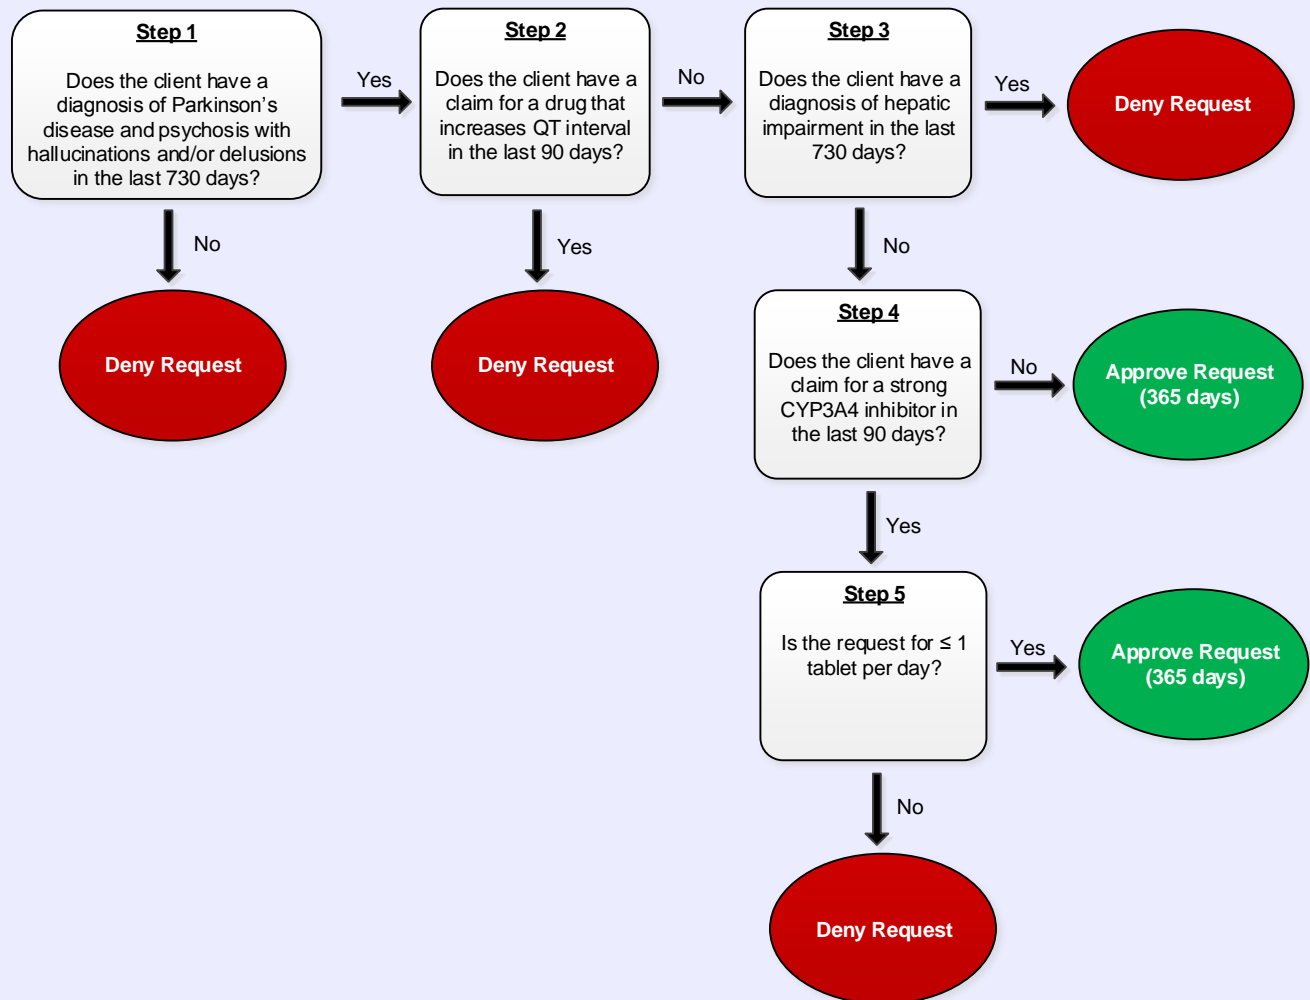 Step 1
Does the client have a
diagnosis of Parkinson's
disease and psychosis with
hallucinations and/or delusions
in the last 730 days?
Yes
Step 2
Does the client have a
claim for a drug that
increases QT interval
in the last 90 days?
No
Step 3
Does the client have a
diagnosis of hepatic
impairment in the last
730 days?
Yes
Deny Request
No
Deny Request
Yes
Deny Request
No
Step 4
Does the client have a
claim for a strong
CYP3A4 inhibitor in
the last 90 days?
No
Approve Request
(365 days)
Yes
Step 5
Is the request for ≤ 1
tablet per day?
Yes
Approve Request
(365 days)
No
Deny Request